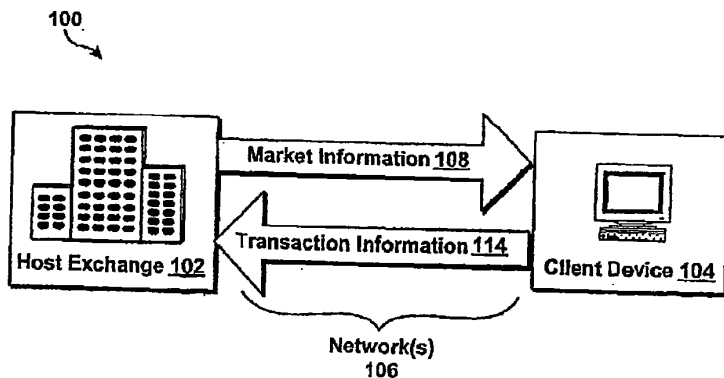 100
Market Information 108
Transaction Information 114
Host Exchange 102
Client Device 104
Network(s)
106